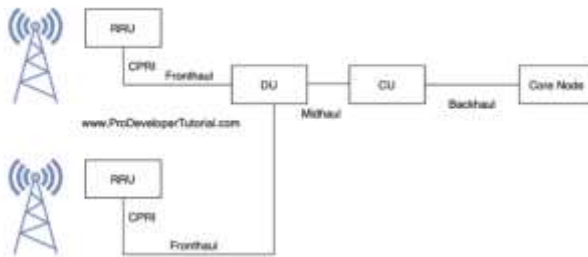 RRU
CPRI
Fronthaul
DU
CU
Core Node
Midhaul
Backhaul
www.ProDeveloperTutorial.com
RRU
CPRI
Fronthaul